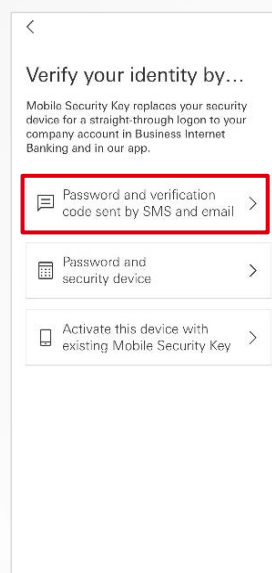 Verify your identity by...
Mobile Security Key replaces your security
device for a straight-through logon to your
company account in Business Internet
Banking and in our app.
Password and verification
code sent by SMS and email
Password and
security device
Activate this device with
existing Mobile Security Key